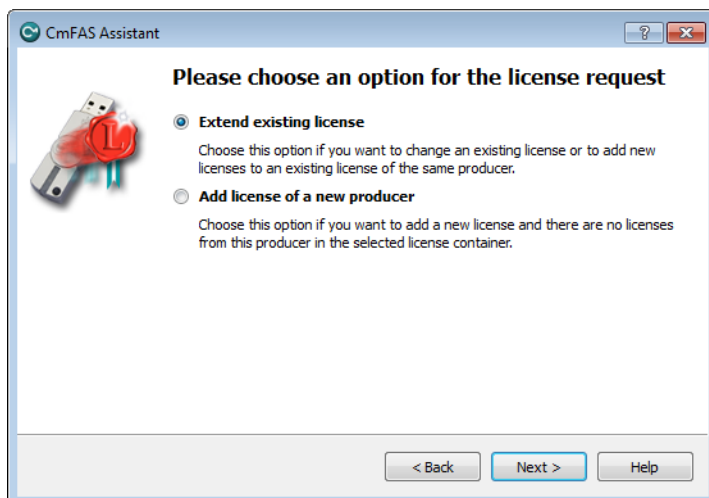 CmFAS Assistant
Please choose an option for the license request
Extend existing license
Choose this option if you want to change an existing license or to add new
licenses to an existing license of the same producer.
Add license of a new producer
Choose this option if you want to add a new license and there are no licenses
from this producer in the selected license container.
L
< Back
Next >
Help